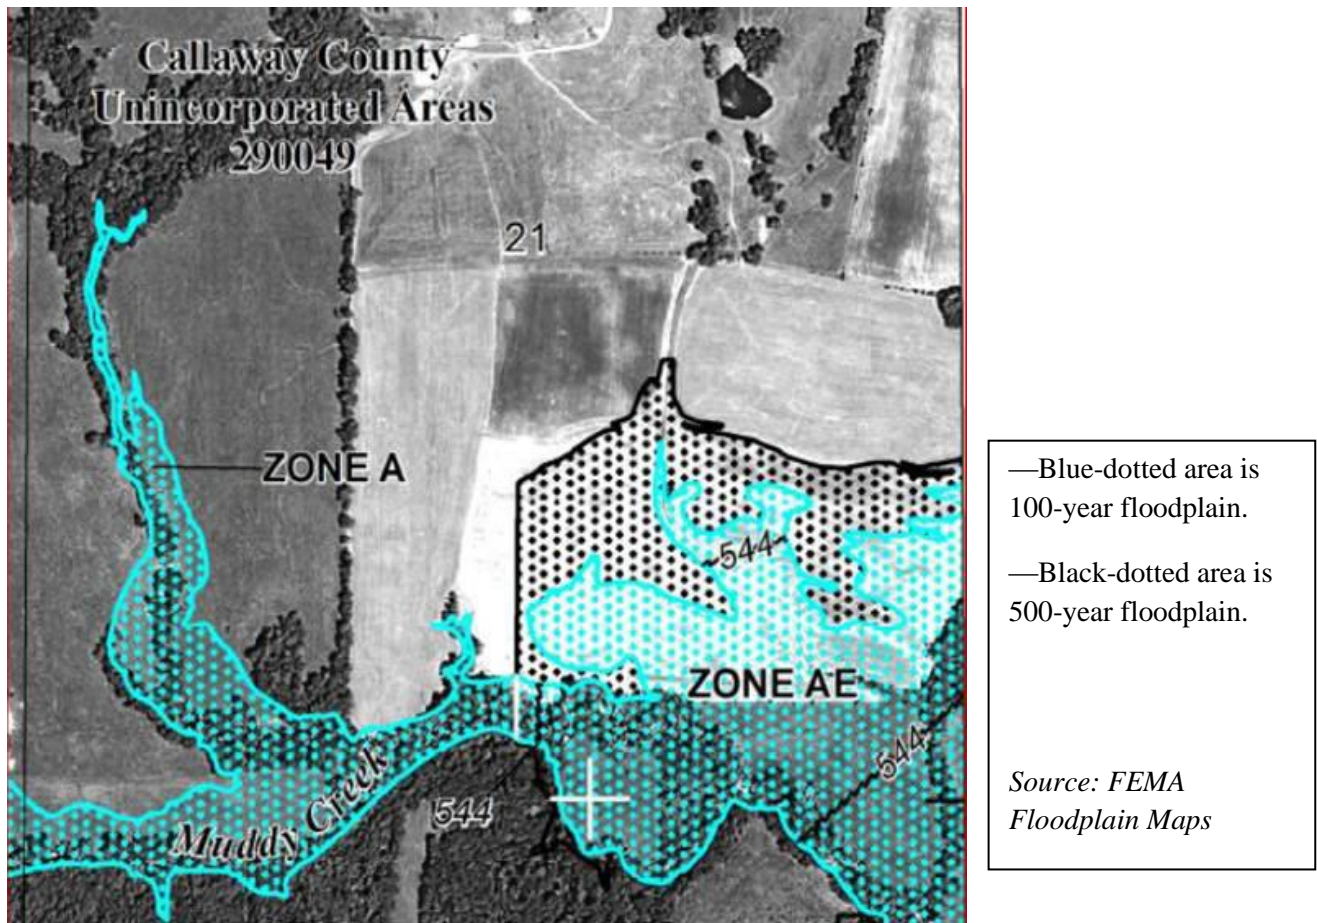 Callaway County
Unincorporated Areas
290049
21
ZONE A
544
ZONE AE
544
544
Muddy Creek
—Blue-dotted area is
100-year floodplain.
—Black-dotted area is
500-year floodplain.
Source: FEMA
Floodplain Maps